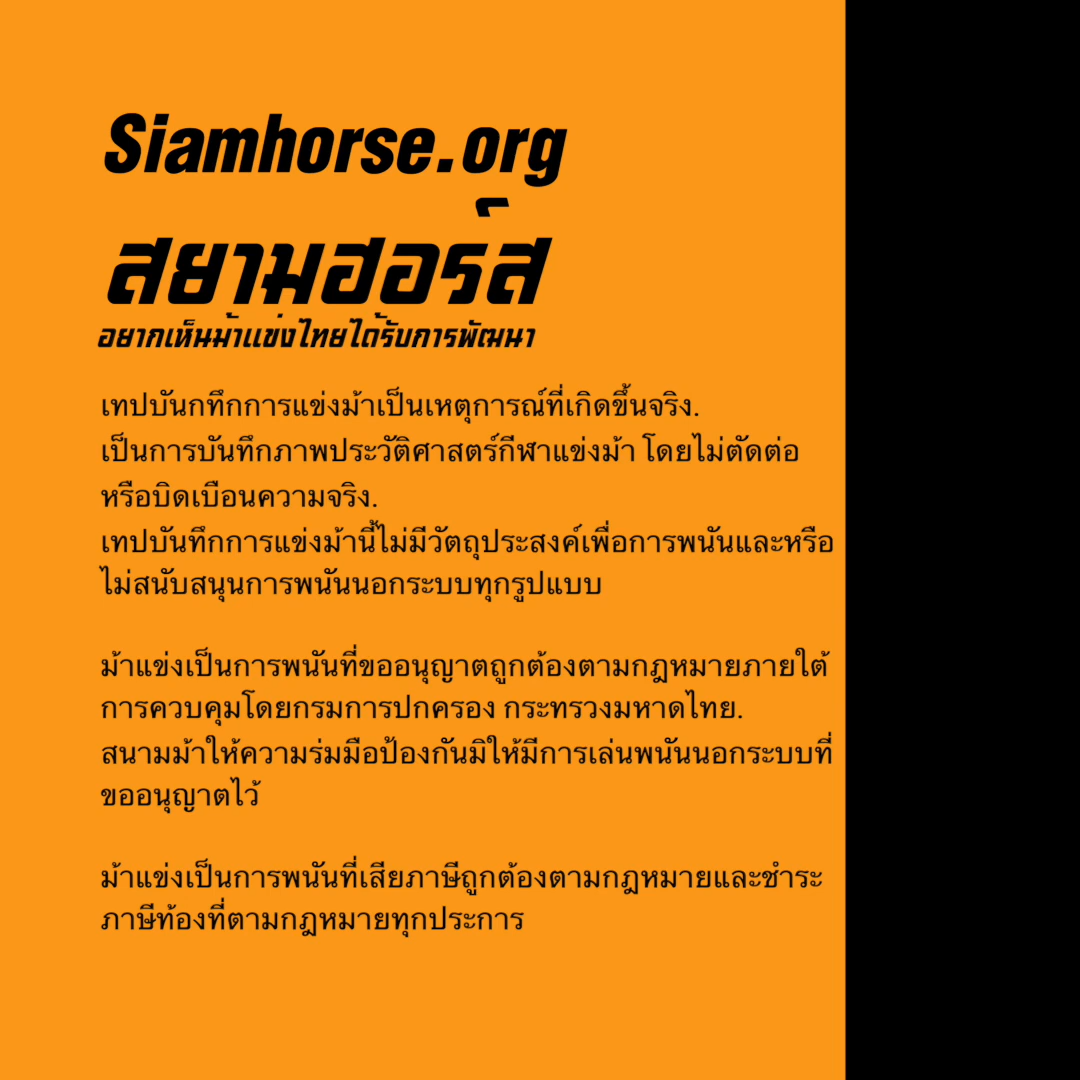 Siamhorse.org
สยามฮอร์ส
อยากเห็นม้าแข่งไทยได้รับการพัฒนา
เทปบันกทึกการแข่งม้าเป็นเหตุการณ์ที่เกิดขึ้นจริง.
เป็นการบันทึกภาพประวัติศาสตร์กีฬาแข่งม้า โดยไม่ตัดต่อ
หรือบิดเบือนความจริง.
เทปบันทึกการแข่งม้านี้ไม่มีวัตถุประสงค์เพื่อการพนันและหรือ
ไม่สนับสนุนการพนันนอกระบบทุกรูปแบบ
ม้าแข่งเป็นการพนันที่ขออนุญาตถูกต้องตามกฎหมายภายใต้
การควบคุมโดยกรมการปกครอง กระทรวงมหาดไทย.
สนามม้าให้ความร่มมือป้องกันมิให้มีการเล่นพนันนอกระบบที่
ขออนุญาตไว้
ม้าแข่งเป็นการพนันที่เสียภาษีถูกต้องตามกฎหมายและชำระ
ภาษีท้องที่ตามกฎหมายทุกประการ